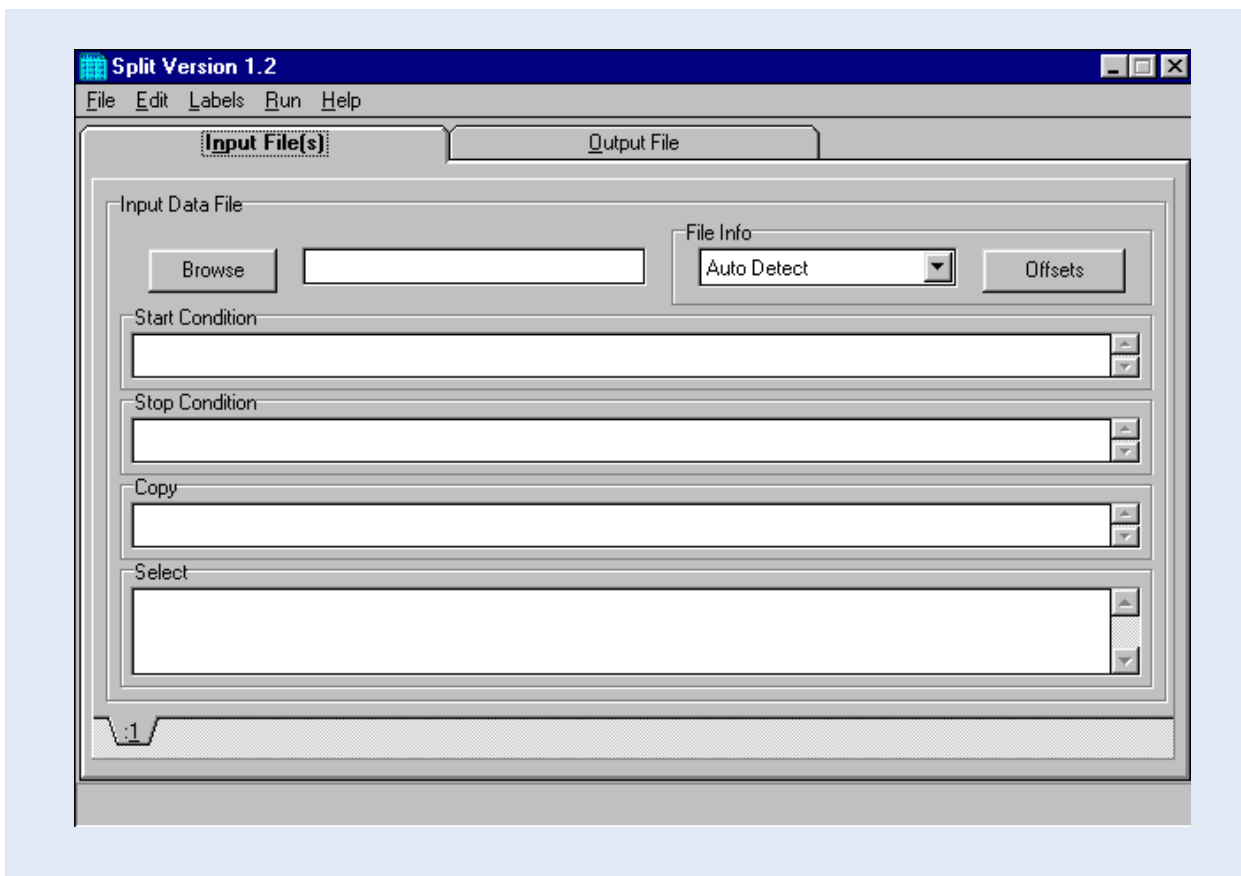 Split Version 1.2
File Edit Labels Run Help
Input File(s) Output File
Input Data File
File Info
Browse Auto Detect Offsets
Start Condition
Stop Condition
Copy
Select
:1